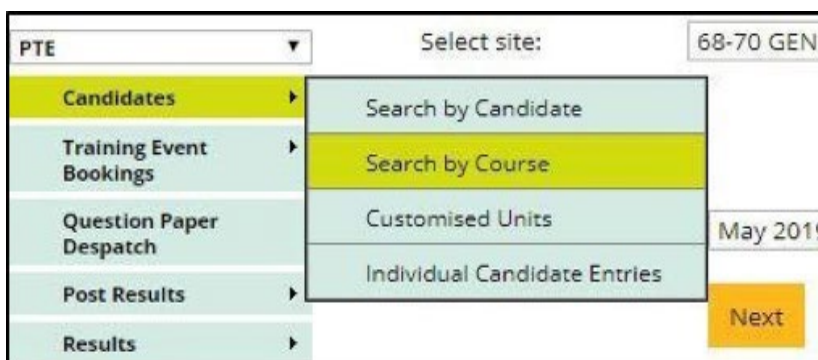 PTE
Select site:
68-70 GEN
Candidates
Search by Candidate
Training Event
Bookings
Search by Course
Question Paper
Despatch
Customised Units
May 2019
Individual Candidate Entries
Post Results
Next
Results